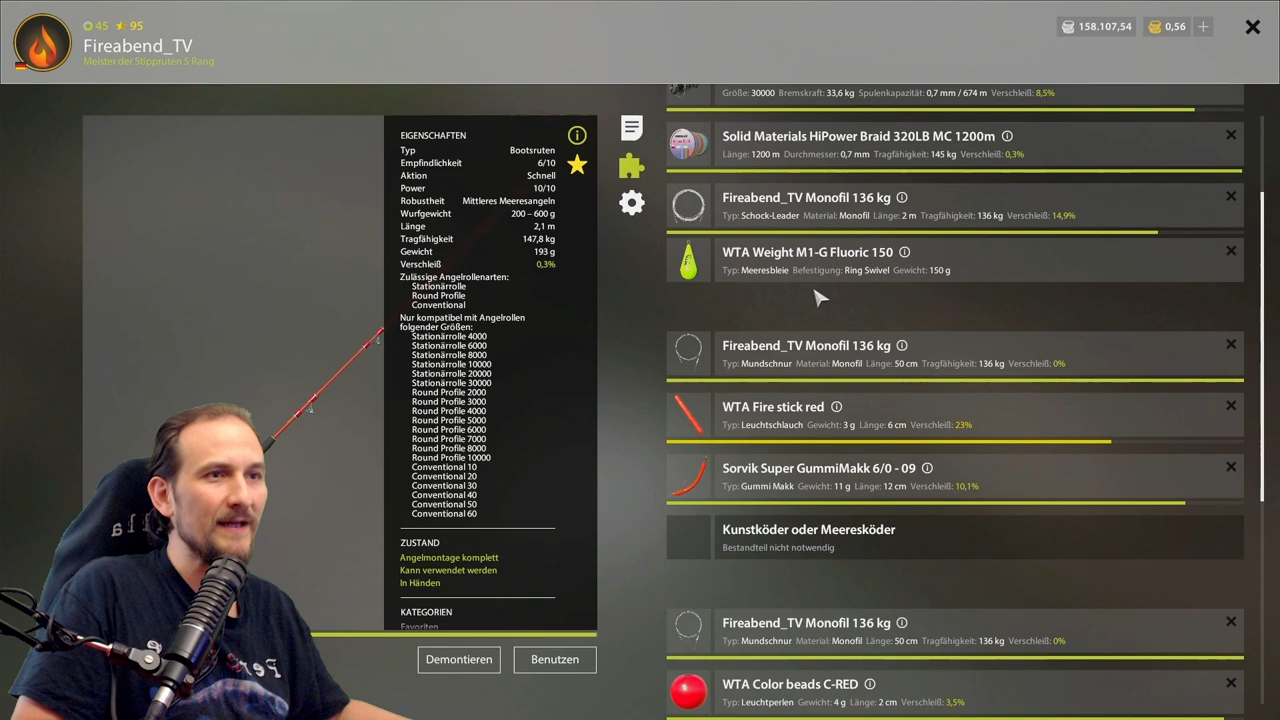 45 95
Fireabend_TV
Meister der Stippruten 5 Rang
158.107,54
0,56
EIGENSCHAFTEN
Typ Bootsruten
Empfindlichkeit 6/10
Aktion Schnell
Power 10/10
Robustheit Mittleres Meeresangeln
Wurfgewicht 200 – 600 g
Länge 2,1 m
Tragfähigkeit 147,8 kg
Gewicht 193 g
Verschleiß 0,3%
Zulässige Angelrollenarten:
Stationärrolle
Round Profile
Conventional
Nur kompatibel mit Angelrollen
folgender Größen:
Stationärrolle 4000
Stationärrolle 6000
Stationärrolle 8000
Stationärrolle 10000
Stationärrolle 20000
Stationärrolle 30000
Round Profile 2000
Round Profile 3000
Round Profile 4000
Round Profile 5000
Round Profile 6000
Round Profile 7000
Round Profile 8000
Round Profile 10000
Conventional 10
Conventional 20
Conventional 30
Conventional 40
Conventional 50
Conventional 60
ZUSTAND
Angelmontage komplett
Kann verwendet werden
In Händen
KATEGORIEN
Favoriten
Demontieren
Benutzen
Größe: 30000 Bremskraft: 33,6 kg Spulenkapazität: 0,7 mm / 674 m Verschleiß: 8,5%
Solid Materials HiPower Braid 320LB MC 1200m
Länge: 1200 m Durchmesser: 0,7 mm Tragfähigkeit: 145 kg Verschleiß: 0,3%
Fireabend_TV Monofil 136 kg
Typ: Schock-Leader Material: Monofil Länge: 2 m Tragfähigkeit: 136 kg Verschleiß: 14,9%
WTA Weight M1-G Fluoric 150
Typ: Meeresbleie Befestigung: Ring Swivel Gewicht: 150 g
Fireabend_TV Monofil 136 kg
Typ: Mundschnur Material: Monofil Länge: 50 cm Tragfähigkeit: 136 kg Verschleiß: 0%
WTA Fire stick red
Typ: Leuchtschlauch Gewicht: 3 g Länge: 6 cm Verschleiß: 23%
Sorvik Super GummiMakk 6/0 - 09
Typ: Gummi Makk Gewicht: 11 g Länge: 12 cm Verschleiß: 10,1%
Kunstköder oder Meeresköder
Bestandteil nicht notwendig
Fireabend_TV Monofil 136 kg
Typ: Mundschnur Material: Monofil Länge: 50 cm Tragfähigkeit: 136 kg Verschleiß: 0%
WTA Color beads C-RED
Typ: Leuchtperlen Gewicht: 4 g Länge: 2 cm Verschleiß: 3,5%